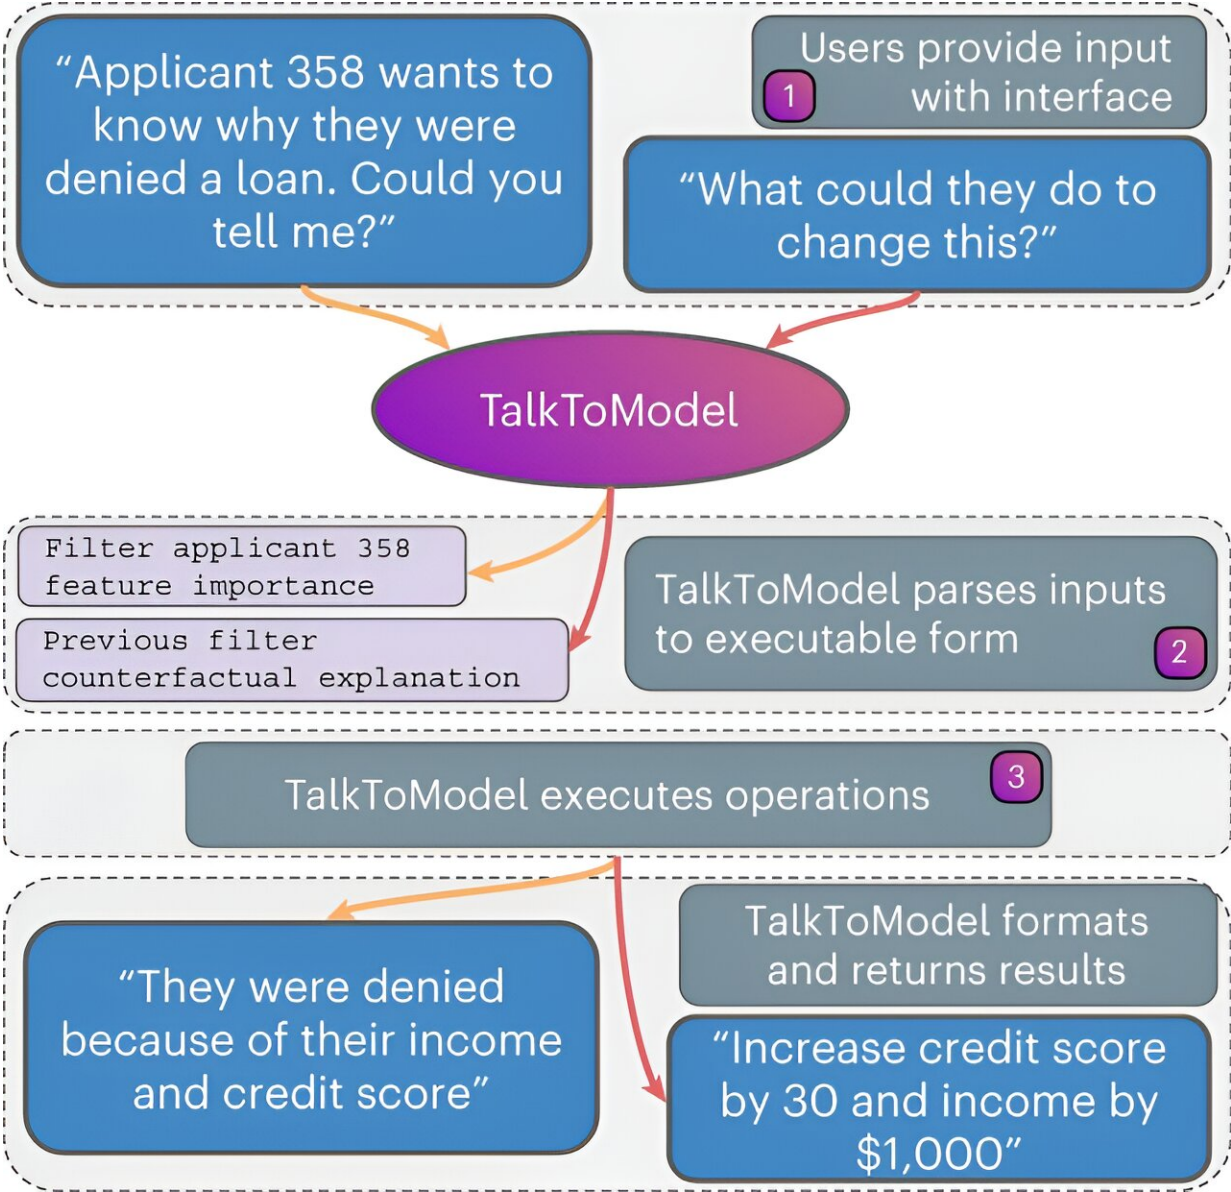 “Applicant 358 wants to
know why they were
denied a loan. Could you
tell me?”
Users provide input
with interface
1
“What could they do to
change this?”
TalkToModel
Filter applicant 358
feature importance
Previous filter
counterfactual explanation
TalkToModel parses inputs
to executable form
2
TalkToModel executes operations
3
“They were denied
because of their income
and credit score”
TalkToModel formats
and returns results
“Increase credit score
by 30 and income by
$1,000”